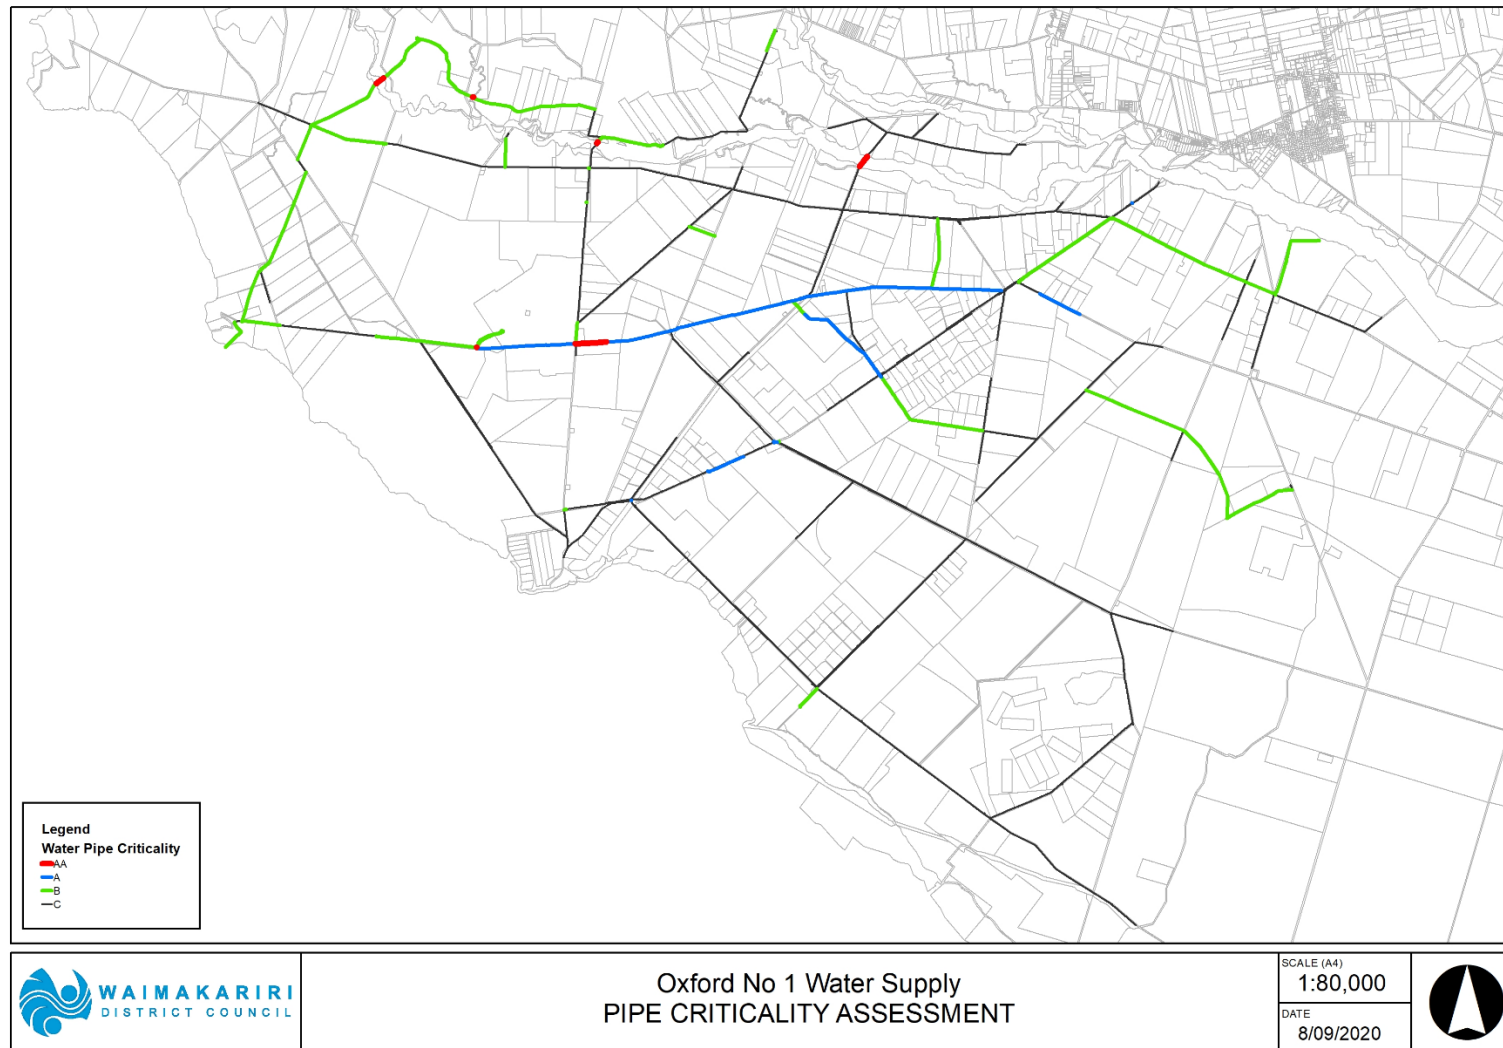 Legend
Water Pipe Criticality
AA
A
B
C
WAIMAKARIRI
DISTRICT COUNCIL
Oxford No 1 Water Supply
PIPE CRITICALITY ASSESSMENT
SCALE (A4)
1:80,000
DATE
8/09/2020